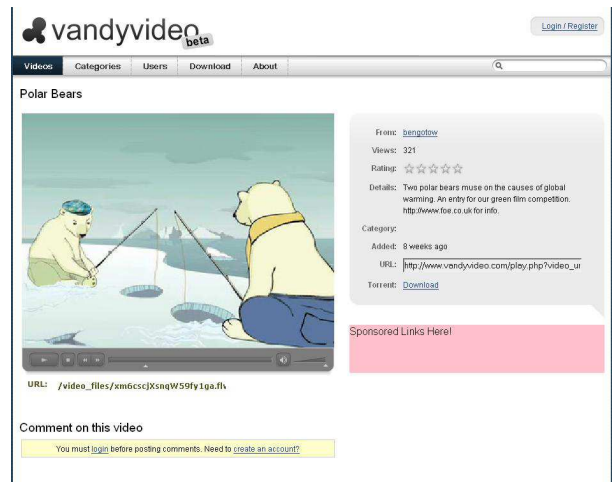 vandyvideo
beta
Login / Register
Videos Categories Users Download About
Polar Bears
From: bengotow
Views: 321
Rating:
Details: Two polar bears muse on the causes of global
warming. An entry for our green film competition.
http://www.foe.co.uk for info.
Category:
Added: 8 weeks ago
URL: http://www.vandyvideo.com/play.php?video_ur
Torrent: Download
Sponsored Links Here!
URL: /video_files/xm6cscjXsnqW59fy1ga.flv
Comment on this video
You must login before posting comments. Need to create an account?